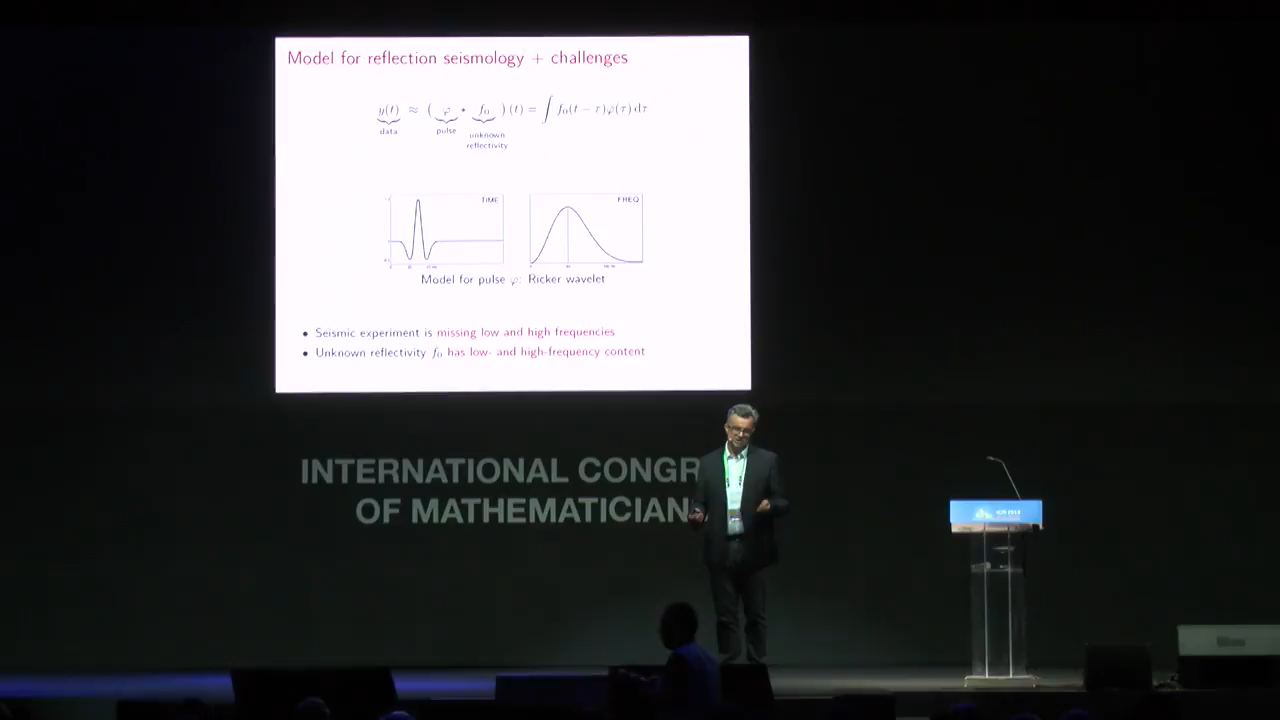 Model for reflection seismology + challenges
y(t) ≈ ( φ * f₀ ) (t) = ∫ f₀(t − τ)φ(τ) dτ
data pulse unknown reflectivity
TIME FREQ
Model for pulse φ: Ricker wavelet
• Seismic experiment is missing low and high frequencies
• Unknown reflectivity f₀ has low- and high-frequency content
INTERNATIONAL CONGR
OF MATHEMATICIAN